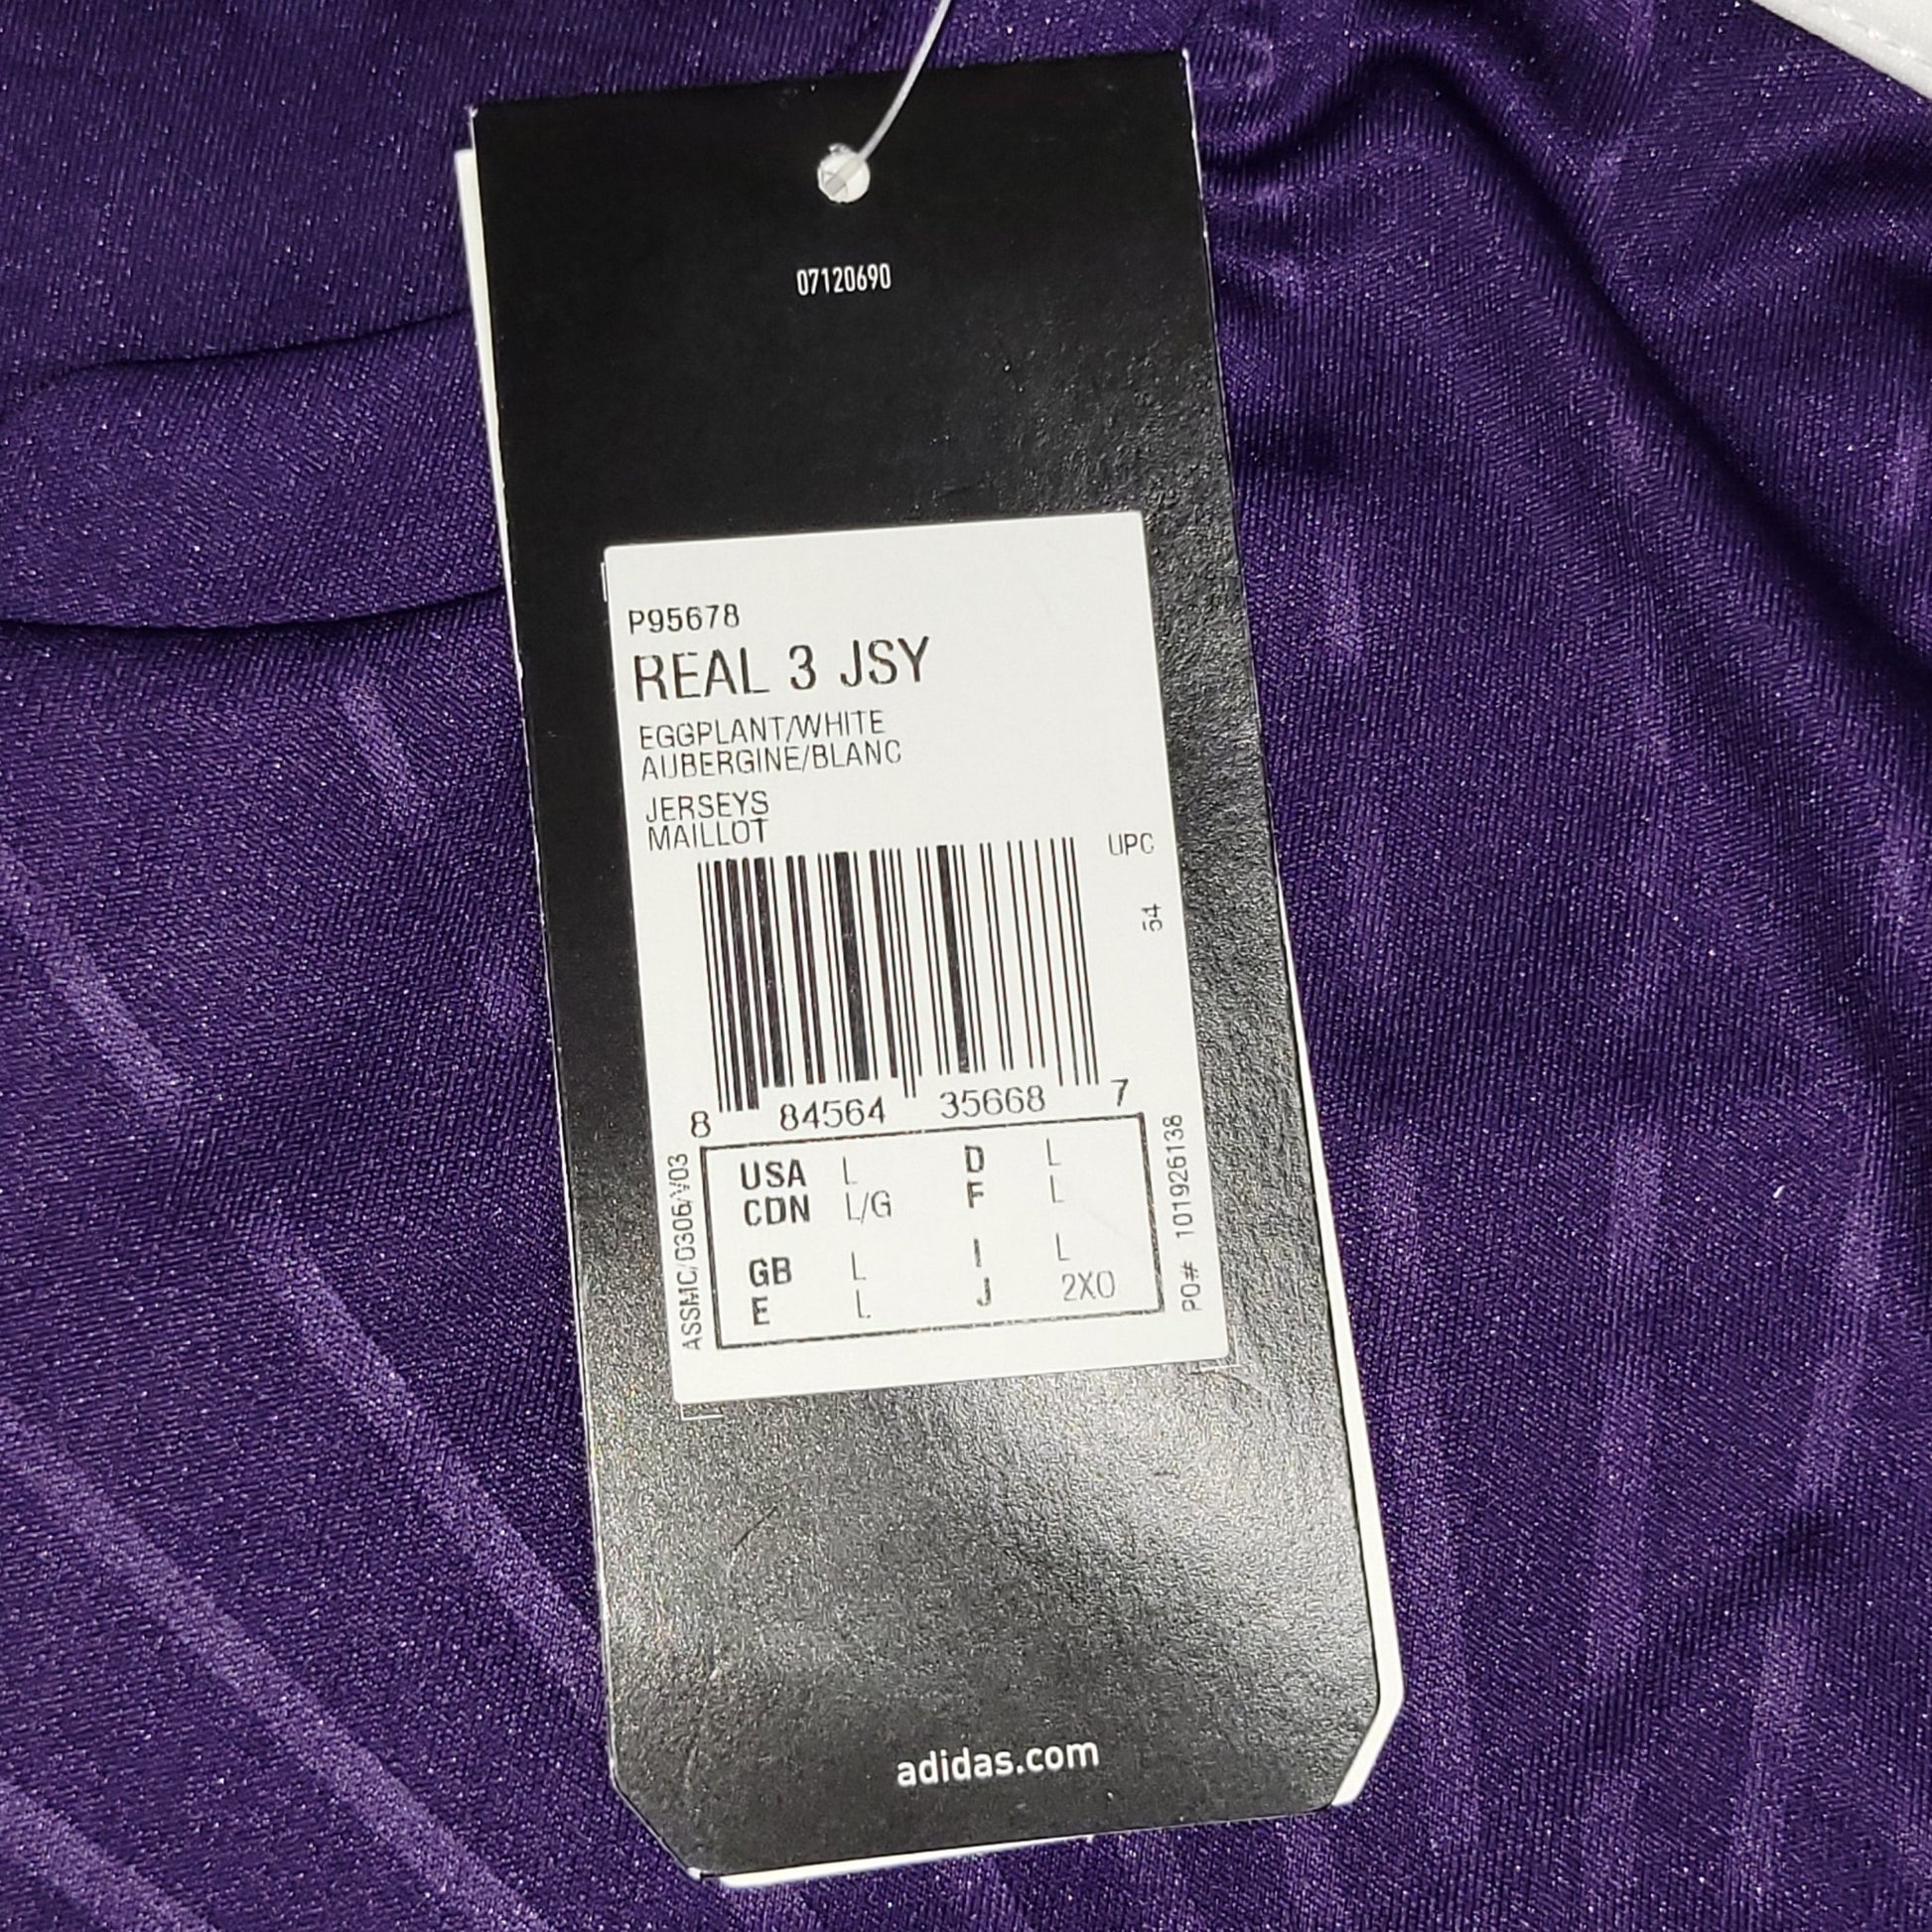 07120690
P95678
REAL 3 JSY
EGGPLANT/WHITE
AUBERGINE/BLANC
JERSEYS
MAILLOT
UPC
54
8 84564 35668 7
ASSMC/0306/V03
USA L D L
CDN L/G F L
GB L I L
E L J 2XO
PO# 101926138
adidas.com